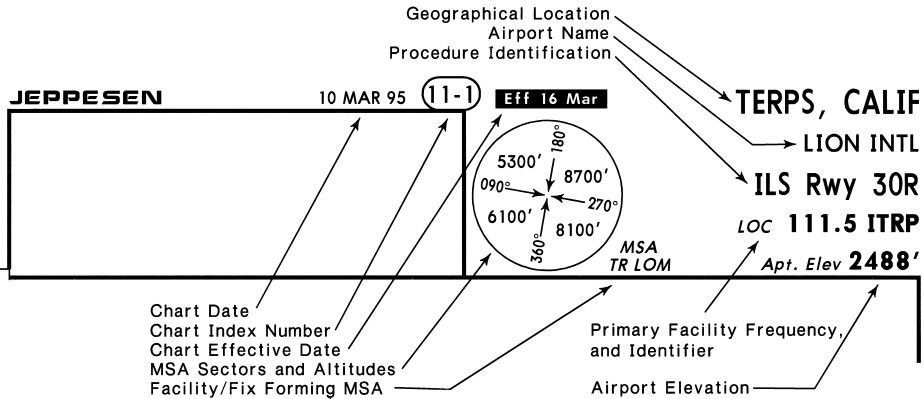 Geographical Location
Airport Name
Procedure Identification
JEPPESEN
10 MAR 95
11-1
Eff 16 Mar
TERPS, CALIF
LION INTL
ILS Rwy 30R
LOC 111.5 ITRP
Apt. Elev 2488'
180°
5300'
8700'
090°
270°
6100'
8100'
360°
MSA
TR LOM
Chart Date
Chart Index Number
Chart Effective Date
MSA Sectors and Altitudes
Facility/Fix Forming MSA
Primary Facility Frequency,
and Identifier
Airport Elevation